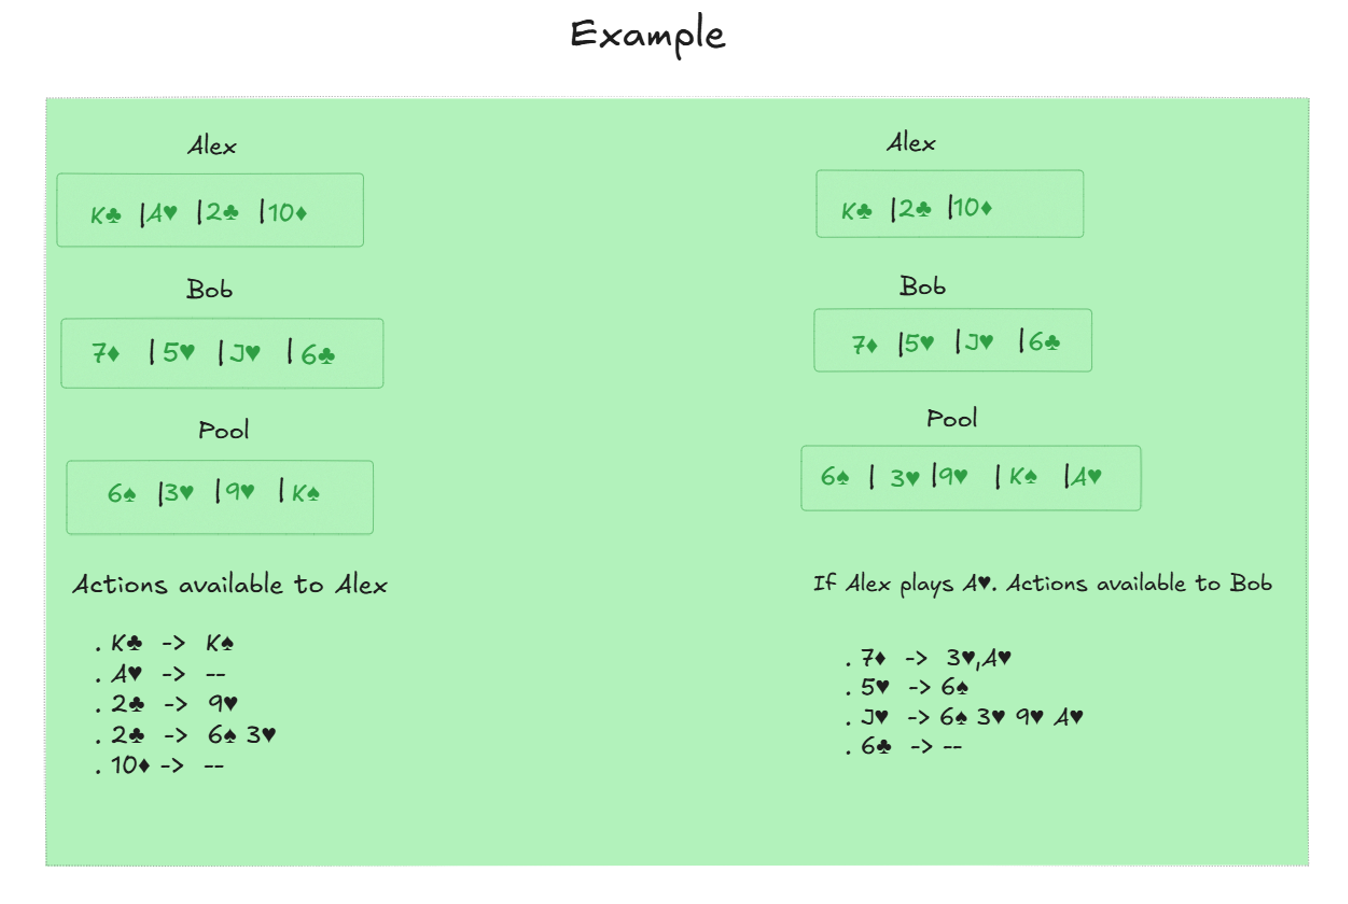 Example
Alex
K♣ |A♥ |2♣ |10♦
Bob
7♦ |5♥ |J♥ |6♣
Pool
6♠ |3♥ |9♥ |K♠
Actions available to Alex
. K♣ -> K♠
. A♥ -> --
. 2♣ -> 9♥
. 2♣ -> 6♠ 3♥
. 10♦ -> --
Alex
K♣ |2♣ |10♦
Bob
7♦ |5♥ |J♥ |6♣
Pool
6♠ | 3♥ |9♥ | K♠ |A♥
If Alex plays A♥. Actions available to Bob
. 7♦ -> 3♥,A♥
. 5♥ -> 6♠
. J♥ -> 6♠ 3♥ 9♥ A♥
. 6♣ -> --